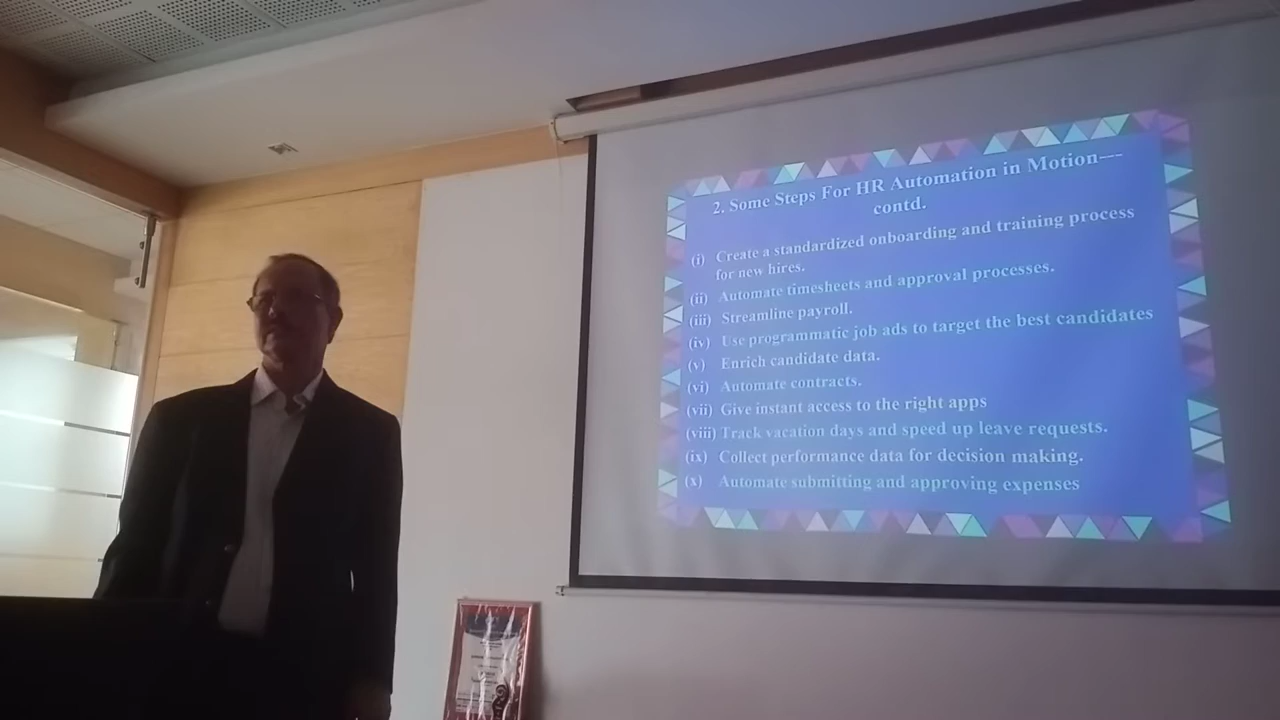 2. Some Steps For HR Automation in Motion---
contd.
(i) Create a standardized onboarding and training process
for new hires.
(ii) Automate timesheets and approval processes.
(iii) Streamline payroll.
(iv) Use programmatic job ads to target the best candidates
(v) Enrich candidate data.
(vi) Automate contracts.
(vii) Give instant access to the right apps
(viii) Track vacation days and speed up leave requests.
(ix) Collect performance data for decision making.
(x) Automate submitting and approving expenses